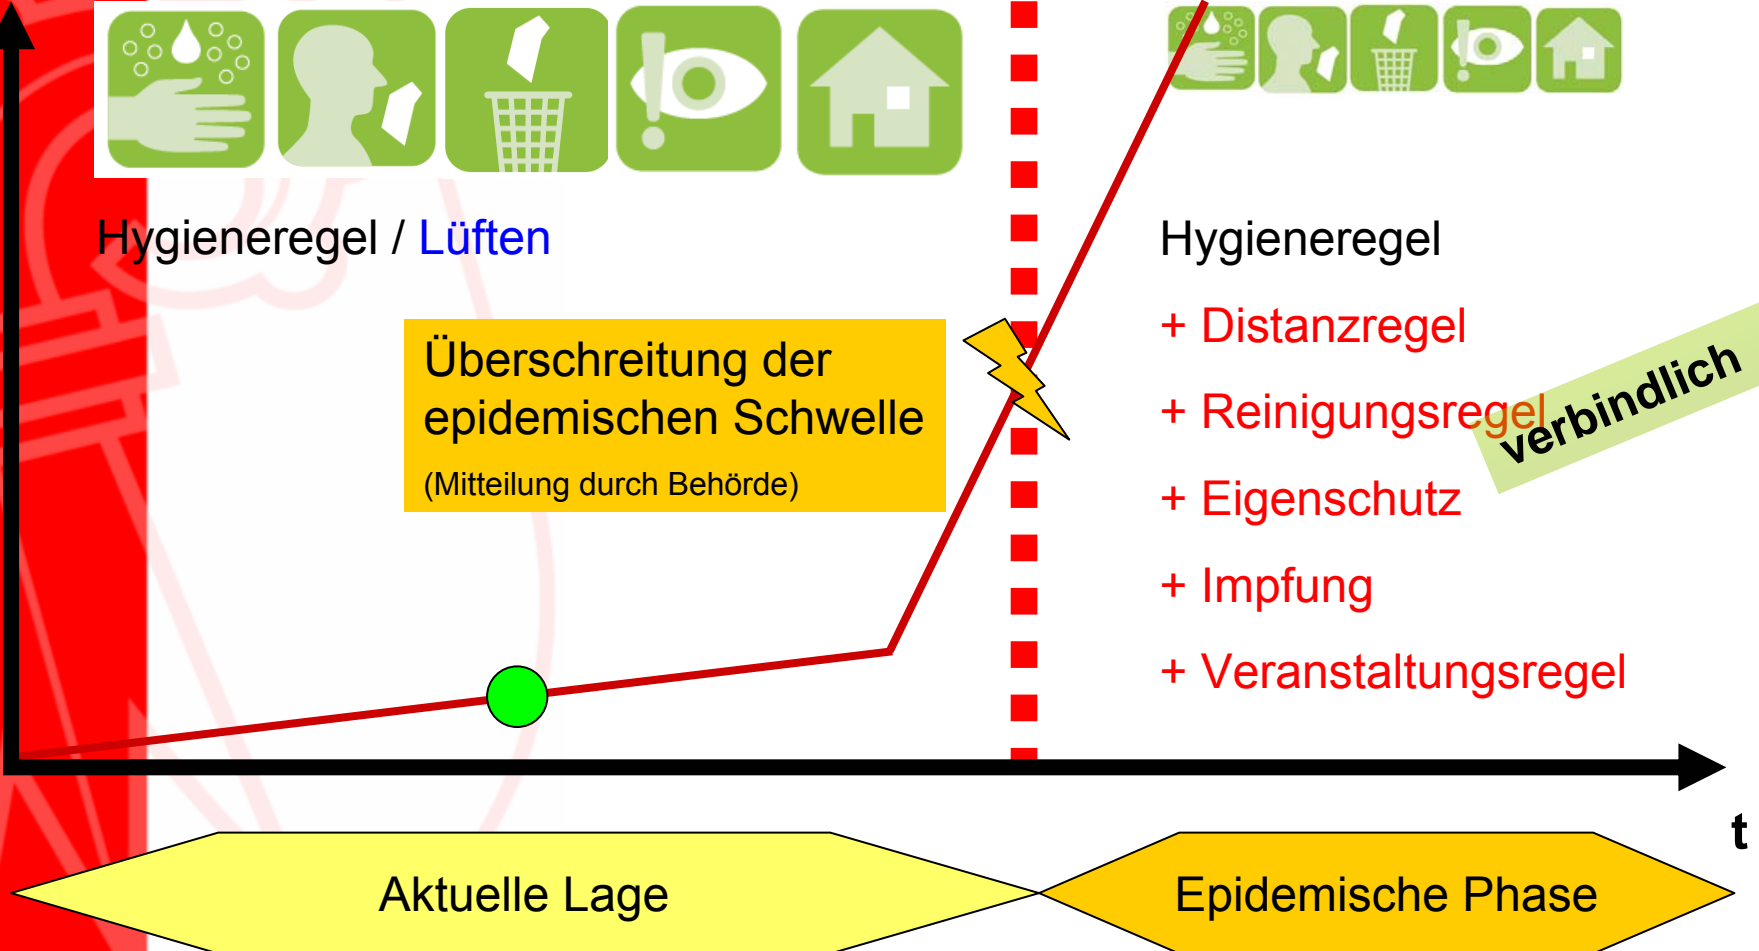 Hygieneregel / Lüften
Überschreitung der
epidemischen Schwelle
(Mitteilung durch Behörde)
Hygieneregel
+ Distanzregel
+ Reinigungsregel
+ Eigenschutz
+ Impfung
+ Veranstaltungsregel
verbindlich
t
Aktuelle Lage
Epidemische Phase